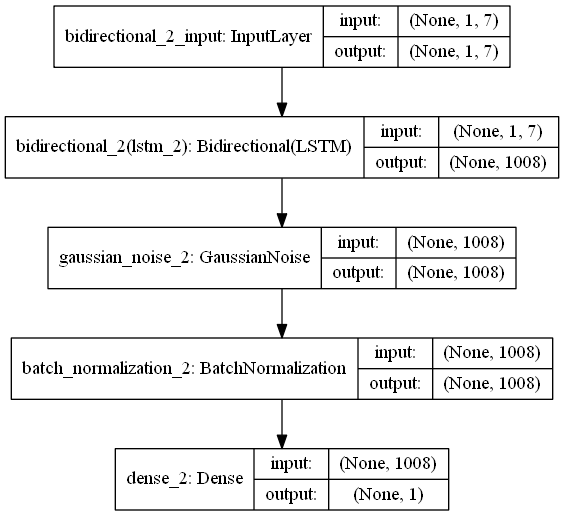 bidirectional_2_input: InputLayer
input: (None, 1, 7)
output: (None, 1, 7)
bidirectional_2(lstm_2): Bidirectional(LSTM)
input: (None, 1, 7)
output: (None, 1008)
gaussian_noise_2: GaussianNoise
input: (None, 1008)
output: (None, 1008)
batch_normalization_2: BatchNormalization
input: (None, 1008)
output: (None, 1008)
dense_2: Dense
input: (None, 1008)
output: (None, 1)